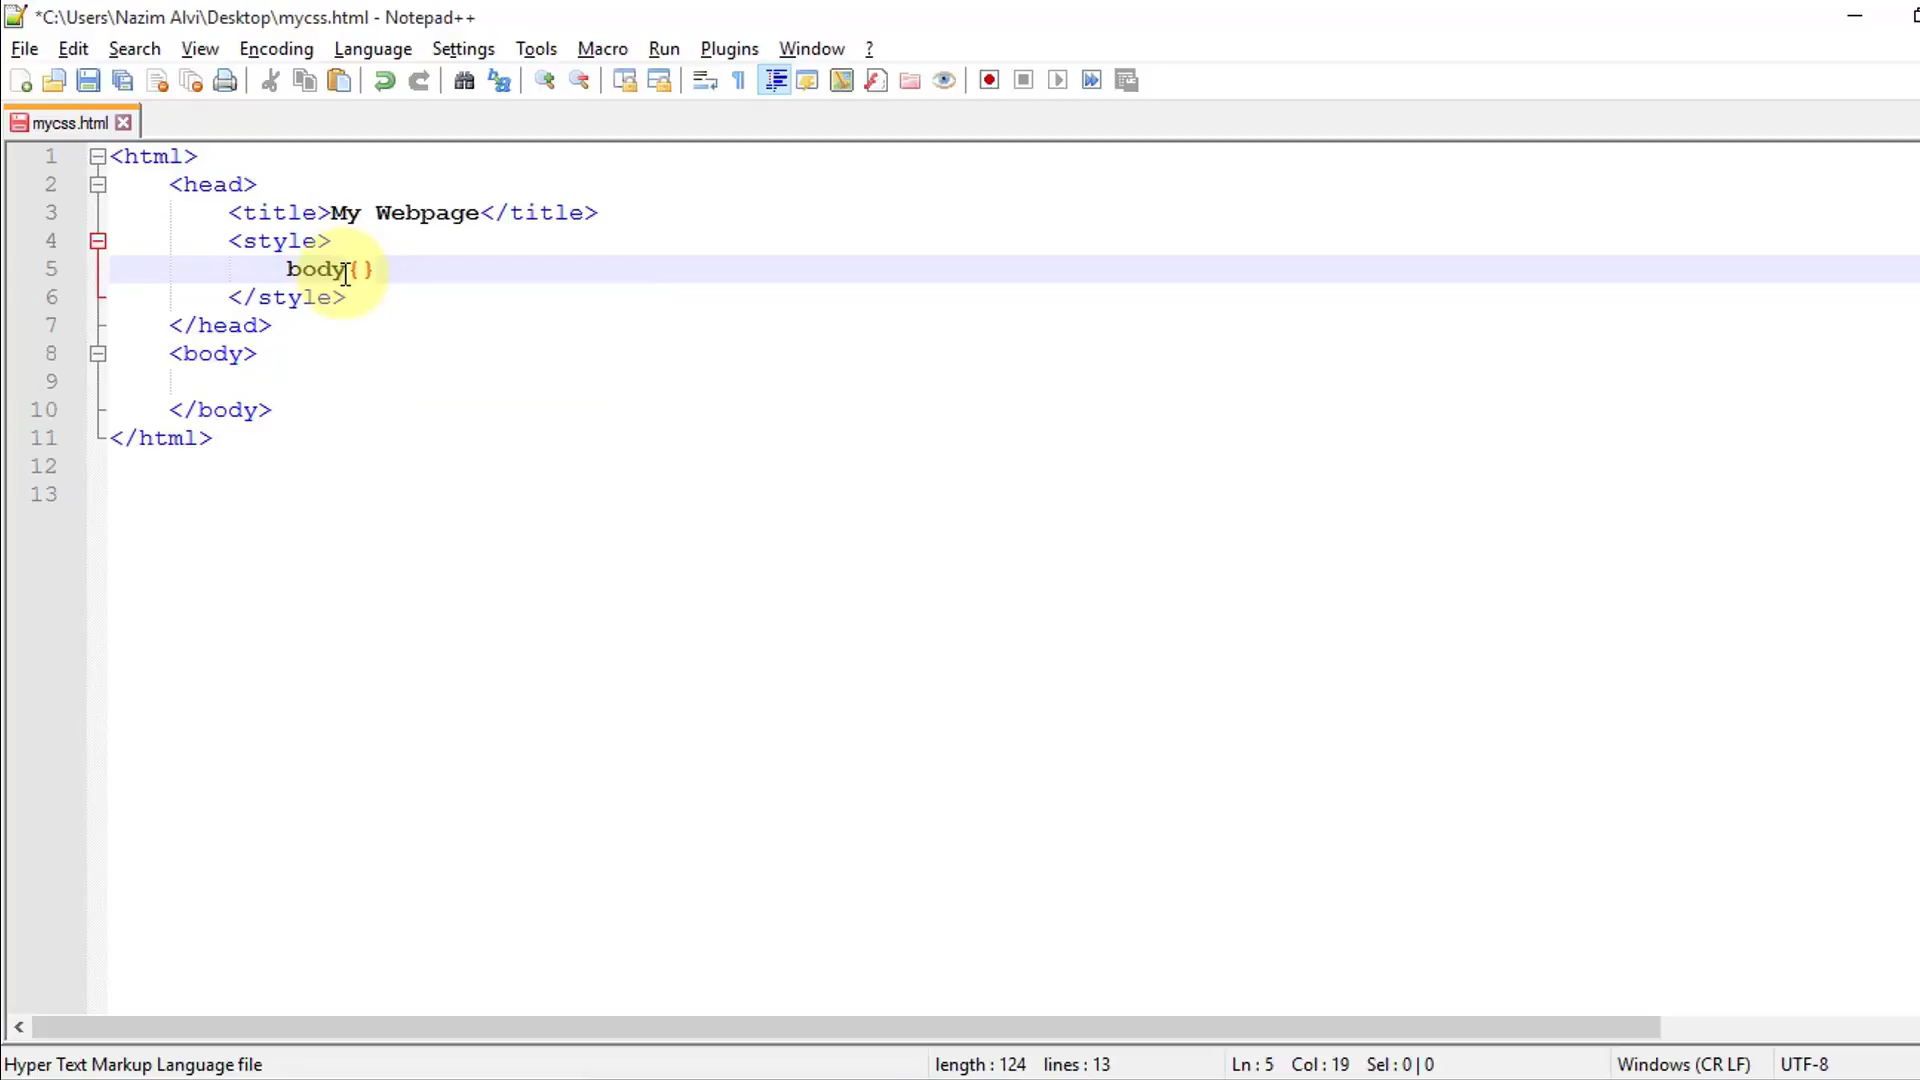 *C:\Users\Nazim Alvi\Desktop\mycss.html - Notepad++
File Edit Search View Encoding Language Settings Tools Macro Run Plugins Window ?
mycss.html
1 <html>
2 <head>
3 <title>My Webpage</title>
4 <style>
5 body{}
6 </style>
7 </head>
8 <body>
9
10 </body>
11 </html>
12
13
Hyper Text Markup Language file length : 124 lines : 13 Ln : 5 Col : 19 Sel : 0 | 0 Windows (CR LF) UTF-8